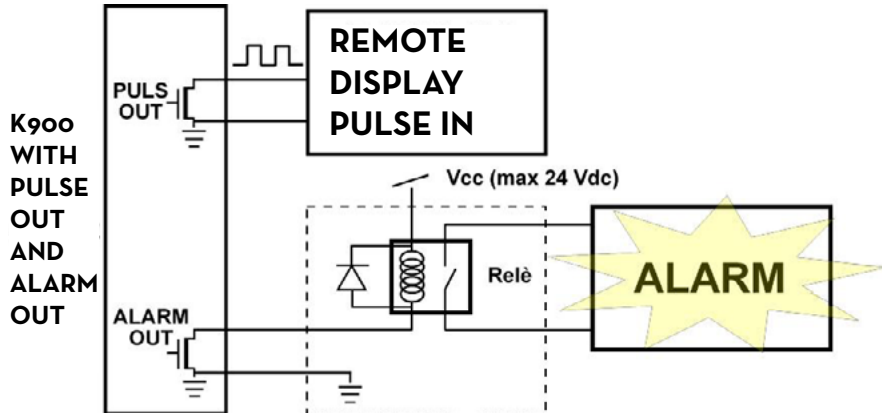 K900
WITH
PULSE
OUT
AND
ALARM
OUT
PULS
OUT
REMOTE
DISPLAY
PULSE IN
Vcc (max 24 Vdc)
Relè
ALARM
ALARM
OUT